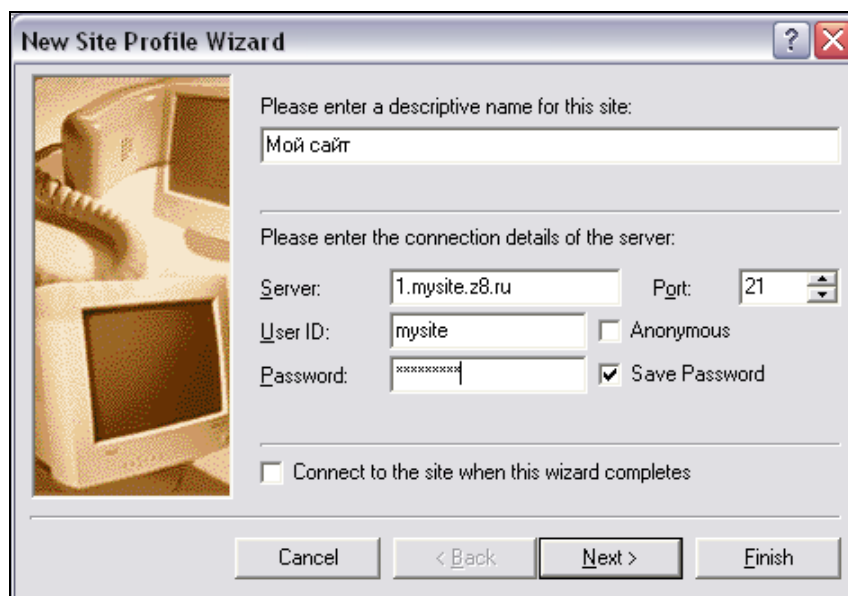 New Site Profile Wizard
Please enter a descriptive name for this site:
Мой сайт
Please enter the connection details of the server:
Server: 1.mysite.z8.ru Port: 21
User ID: mysite Anonymous
Password: ********* Save Password
Connect to the site when this wizard completes
Cancel < Back Next > Finish